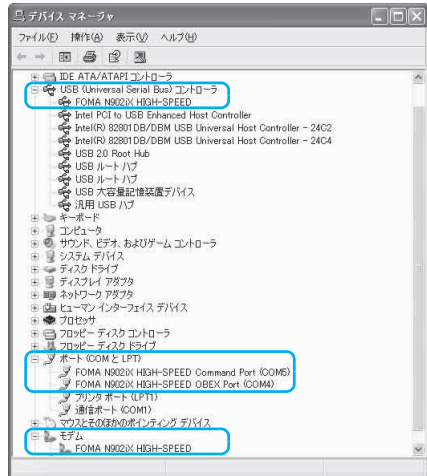 デバイス マネージャ
ファイル(F) 操作(A) 表示(V) ヘルプ(H)
IDE ATA/ATAPI コントローラ
USB (Universal Serial Bus) コントローラ
FOMA N902iX HIGH-SPEED
Intel PCI to USB Enhanced Host Controller
Intel(R) 82801DB/DBM USB Universal Host Controller - 24C2
Intel(R) 82801DB/DBM USB Universal Host Controller - 24C4
USB 2.0 Root Hub
USB ルート ハブ
USB ルート ハブ
USB 大容量記憶装置デバイス
汎用 USB ハブ
キーボード
コンピュータ
サウンド、ビデオ、およびゲーム コントローラ
システム デバイス
ディスク ドライブ
ディスプレイ アダプタ
ネットワーク アダプタ
ヒューマン インターフェイス デバイス
プロセッサ
フロッピー ディスク コントローラ
フロッピー ディスク ドライブ
ポート (COM と LPT)
FOMA N902iX HIGH-SPEED Command Port (COM5)
FOMA N902iX HIGH-SPEED OBEX Port (COM4)
プリンタ ポート (LPT1)
通信ポート (COM1)
マウスとそのほかのポインティング デバイス
モデム
FOMA N902iX HIGH-SPEED